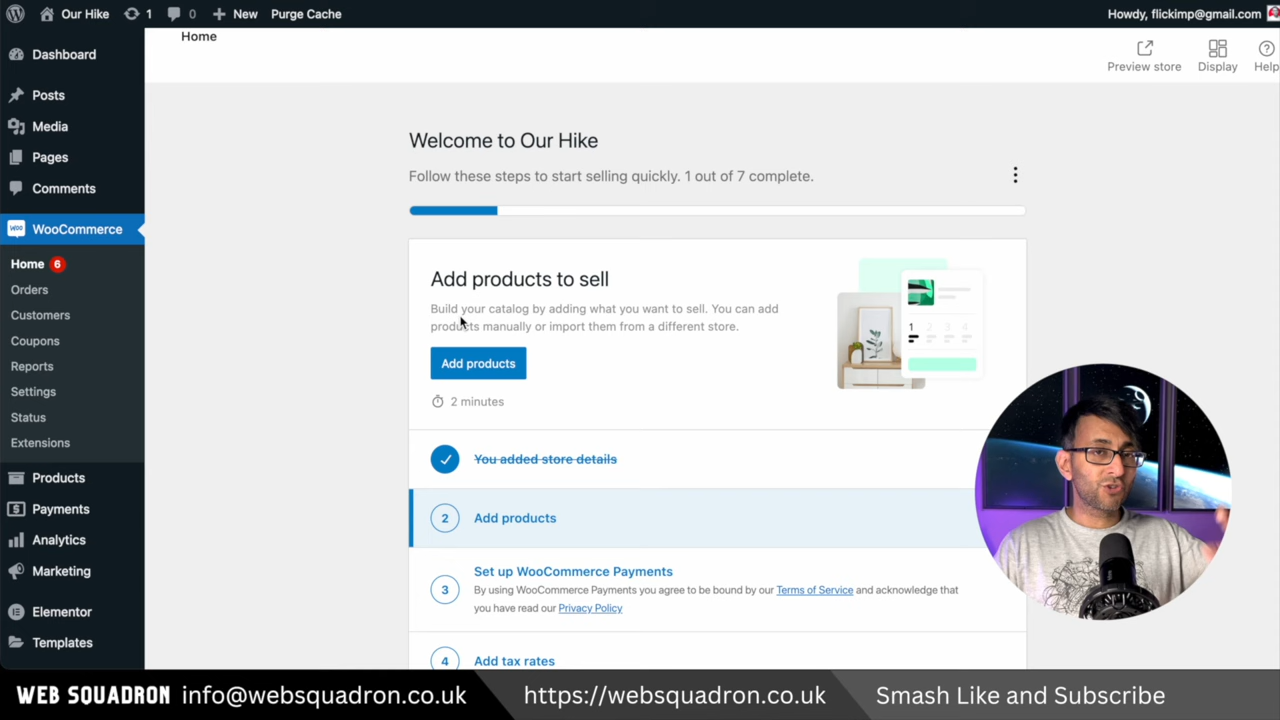 Our Hike
1
0
New
Purge Cache
Howdy, flickimp@gmail.com
Dashboard
Posts
Media
Pages
Comments
WOO
WooCommerce
Home 6
Orders
Customers
Coupons
Reports
Settings
Status
Extensions
Products
Payments
Analytics
Marketing
Elementor
Templates
Home
Preview store
Display
Help
Welcome to Our Hike
Follow these steps to start selling quickly. 1 out of 7 complete.
Add products to sell
Build your catalog by adding what you want to sell. You can add
products manually or import them from a different store.
Add products
2 minutes
1 2 3 4
You added store details
2 Add products
3 Set up WooCommerce Payments
By using WooCommerce Payments you agree to be bound by our Terms of Service and acknowledge that
you have read our Privacy Policy
4 Add tax rates
WEB SQUADRON info@websquadron.co.uk
https://websquadron.co.uk
Smash Like and Subscribe